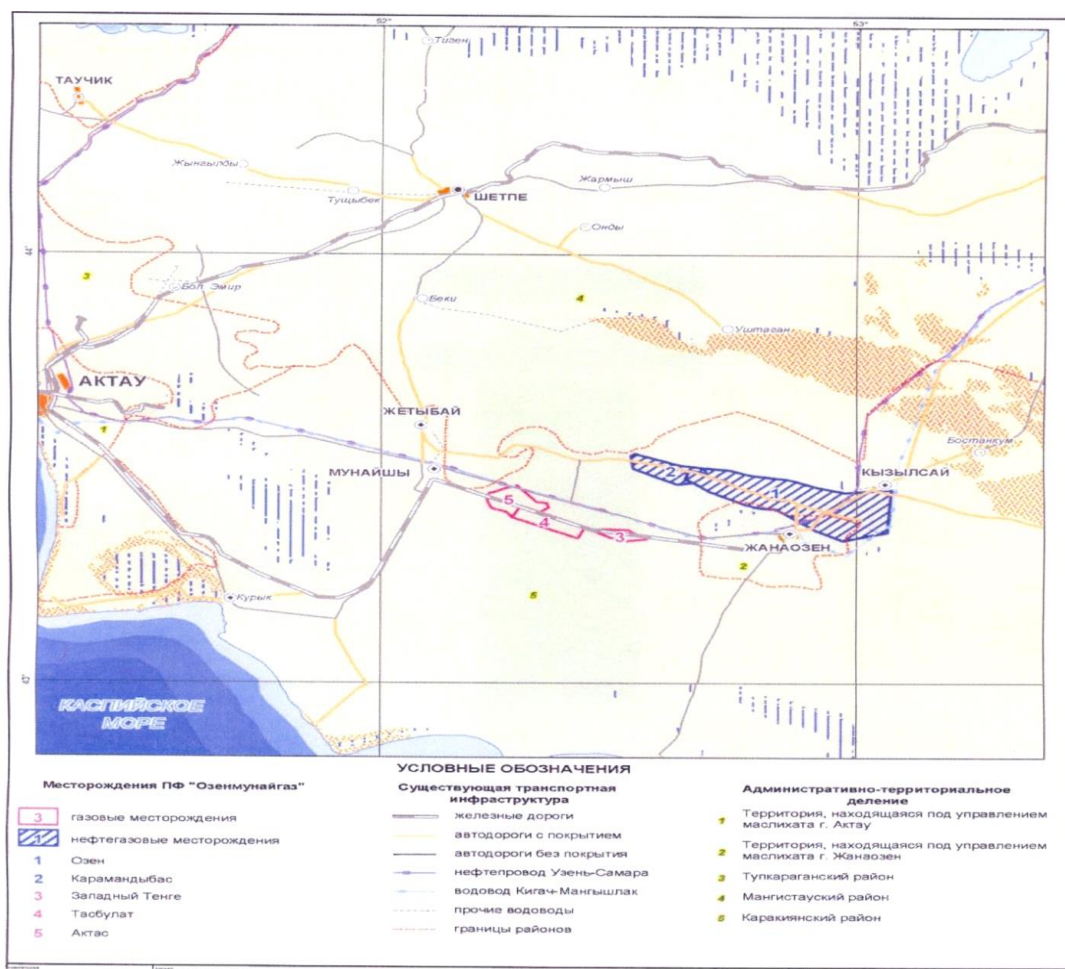 52°
53°
Тиген
ТАУЧИК
Жынгылды
Тущыбек
ШЕТПЕ
Жармыш
Онды
44°
3
Бол. Эмир
Беки
4
Уштаган
АКТАУ
ЖЕТЫБАЙ
1
Бостанкум
МУНАЙШЫ
2
1
КЫЗЫЛСАЙ
5
4
3
ЖАНАОЗЕН
2
5
Курык
43°
КАСПИЙСКОЕ
МОРЕ
УСЛОВНЫЕ ОБОЗНАЧЕНИЯ
Месторождения ПФ "Озенмунайгаз"
3 газовые месторождения
1 нефтегазовые месторождения
1 Озен
2 Карамандыбас
3 Западный Тенге
4 Тасбулат
5 Актас
Существующая транспортная
инфраструктура
железные дороги
автодороги с покрытием
автодороги без покрытия
нефтепровод Узень-Самара
водовод Кигач-Мангышлак
прочие водоводы
границы районов
Административно-территориальное
деление
1 Территория, находящаяся под управлением
маслихата г. Актау
2 Территория, находящаяся под управлением
маслихата г. Жанаозен
3 Тупкараганский район
4 Мангистауский район
5 Каракиянский район